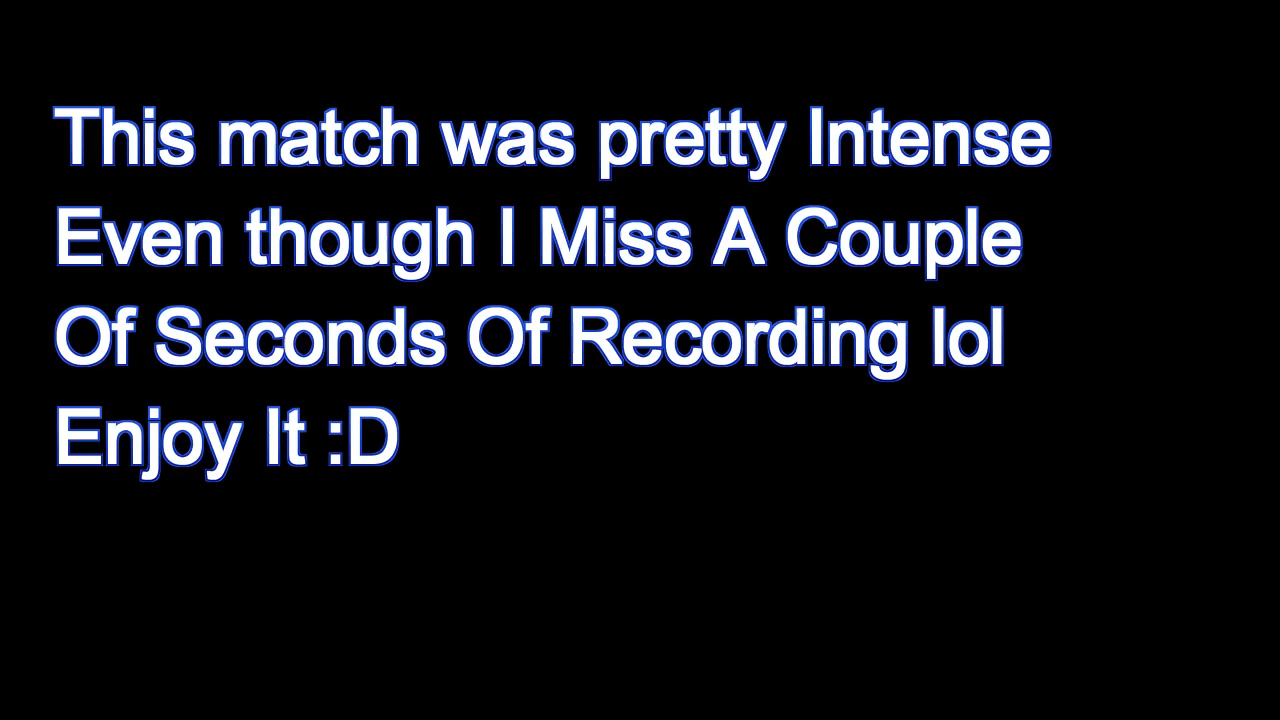 This match was pretty Intense
Even though I Miss A Couple
Of Seconds Of Recording lol
Enjoy It :D